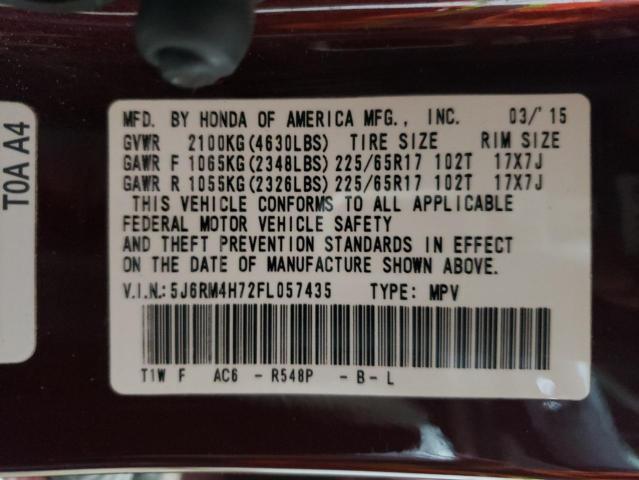 MFD. BY HONDA OF AMERICA MFG., INC. 03/'15
GVWR 2100KG(4630LBS) TIRE SIZE RIM SIZE
GAWR F 1065KG(2348LBS) 225/65R17 102T 17X7J
GAWR R 1055KG(2326LBS) 225/65R17 102T 17X7J
THIS VEHICLE CONFORMS TO ALL APPLICABLE
FEDERAL MOTOR VEHICLE SAFETY
AND THEFT PREVENTION STANDARDS IN EFFECT
ON THE DATE OF MANUFACTURE SHOWN ABOVE.
V.I.N.: 5J6RM4H72FL057435 TYPE: MPV
T1W F AC6 - R548P - B - L
T0A A4